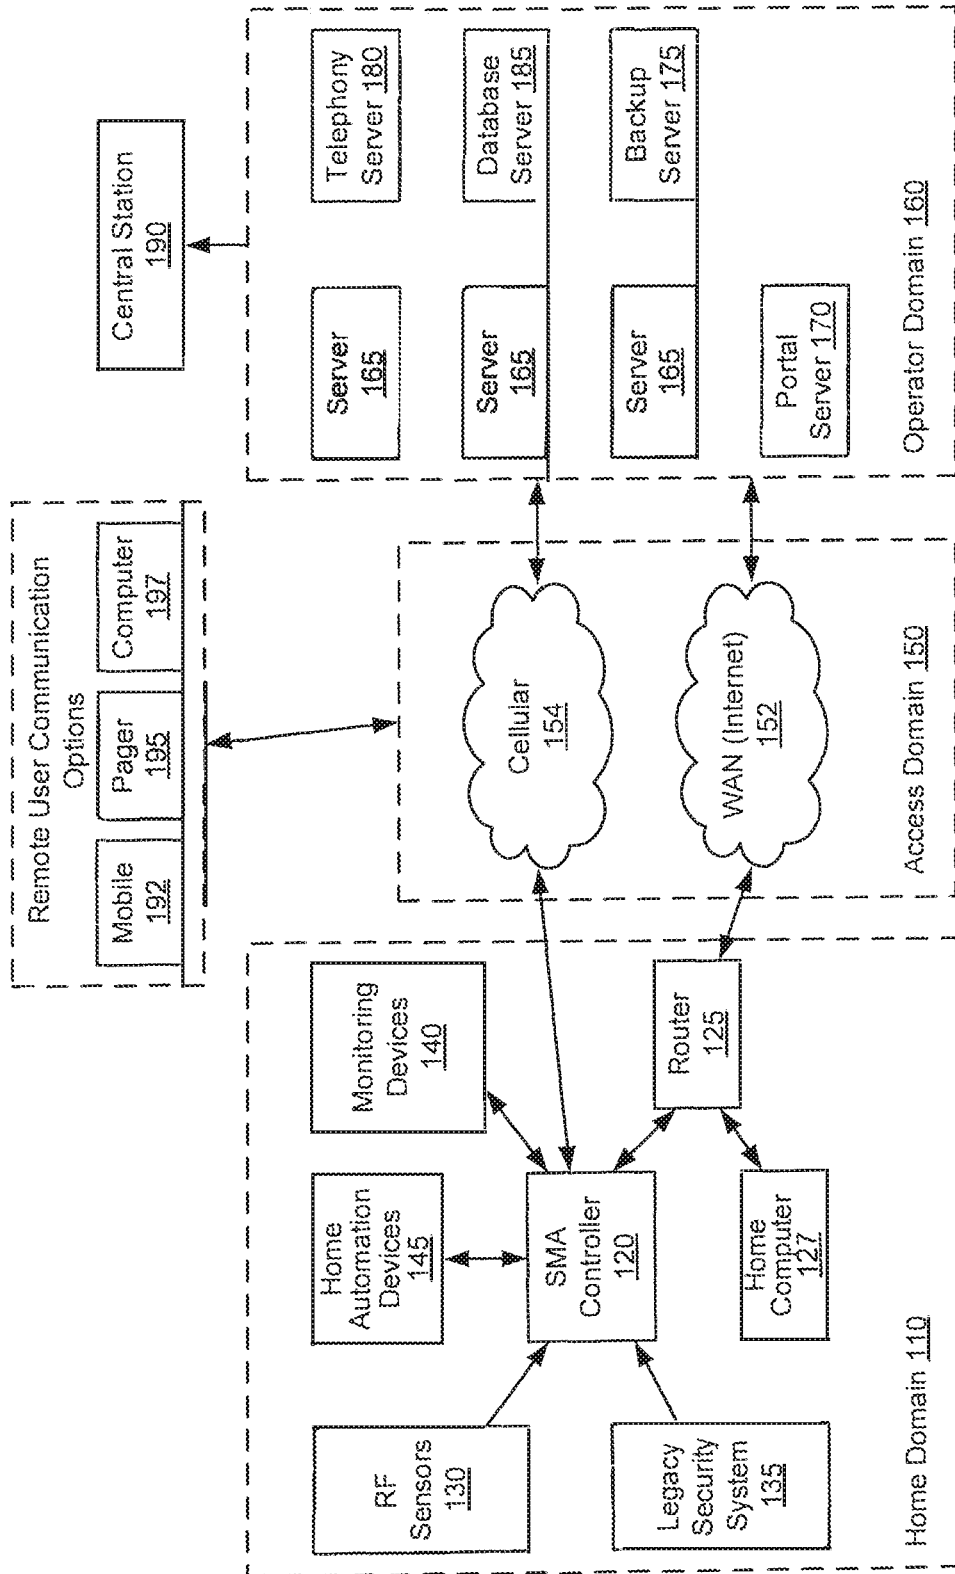 Remote User Communication
Options
Mobile
192
Pager
195
Computer
197
Central Station
190
RF
Sensors
130
Home
Automation
Devices
145
Monitoring
Devices
140
Legacy
Security
System
135
SMA
Controller
120
Router
125
Home
Computer
127
Home Domain 110
Cellular
154
WAN (Internet)
152
Access Domain 150
Server
165
Telephony
Server 180
Server
165
Database
Server 185
Server
165
Backup
Server 175
Portal
Server 170
Operator Domain 160